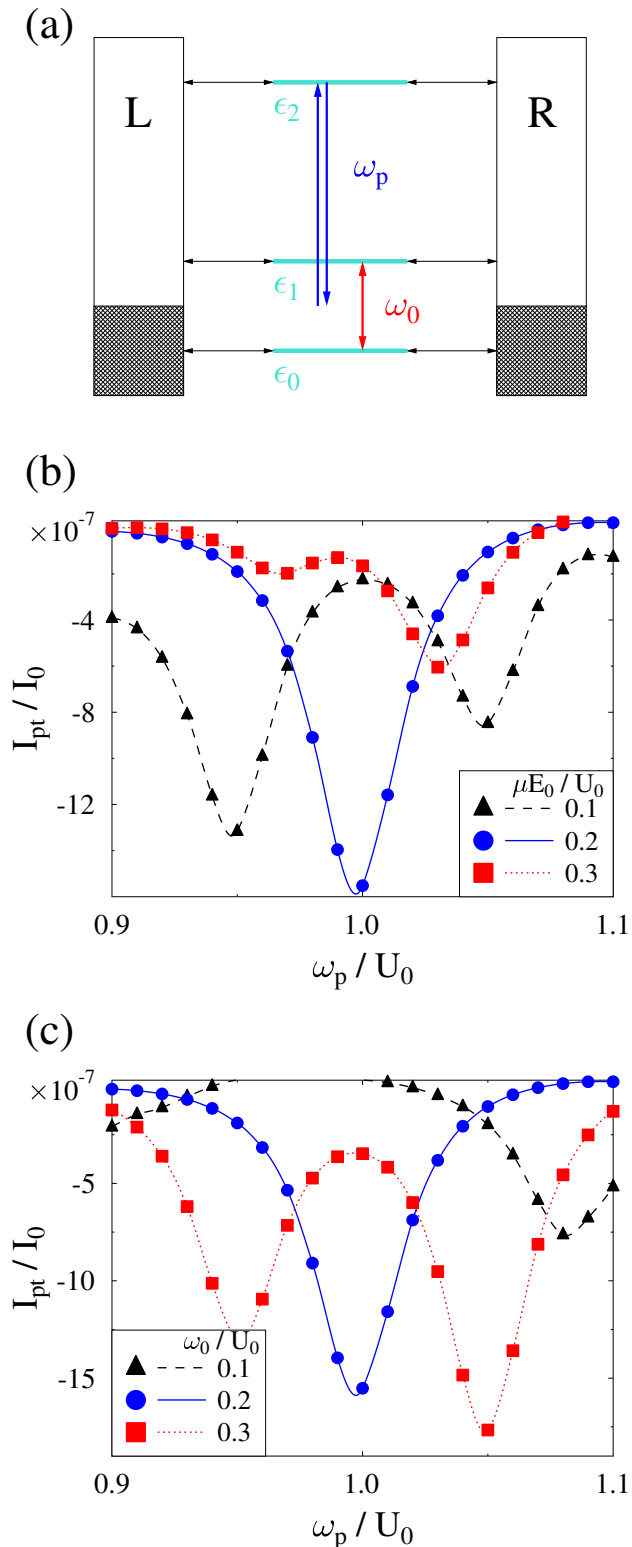 (a)
L
R
ϵ₂
ωₚ
ϵ₁
ω₀
ϵ₀
(b)
×10⁻⁷
-4
-8
-12
Iₚₜ / I₀
μE₀ / U₀
0.1
0.2
0.3
0.9 1.0 1.1
ωₚ / U₀
(c)
×10⁻⁷
-5
-10
-15
Iₚₜ / I₀
ω₀ / U₀
0.1
0.2
0.3
0.9 1.0 1.1
ωₚ / U₀